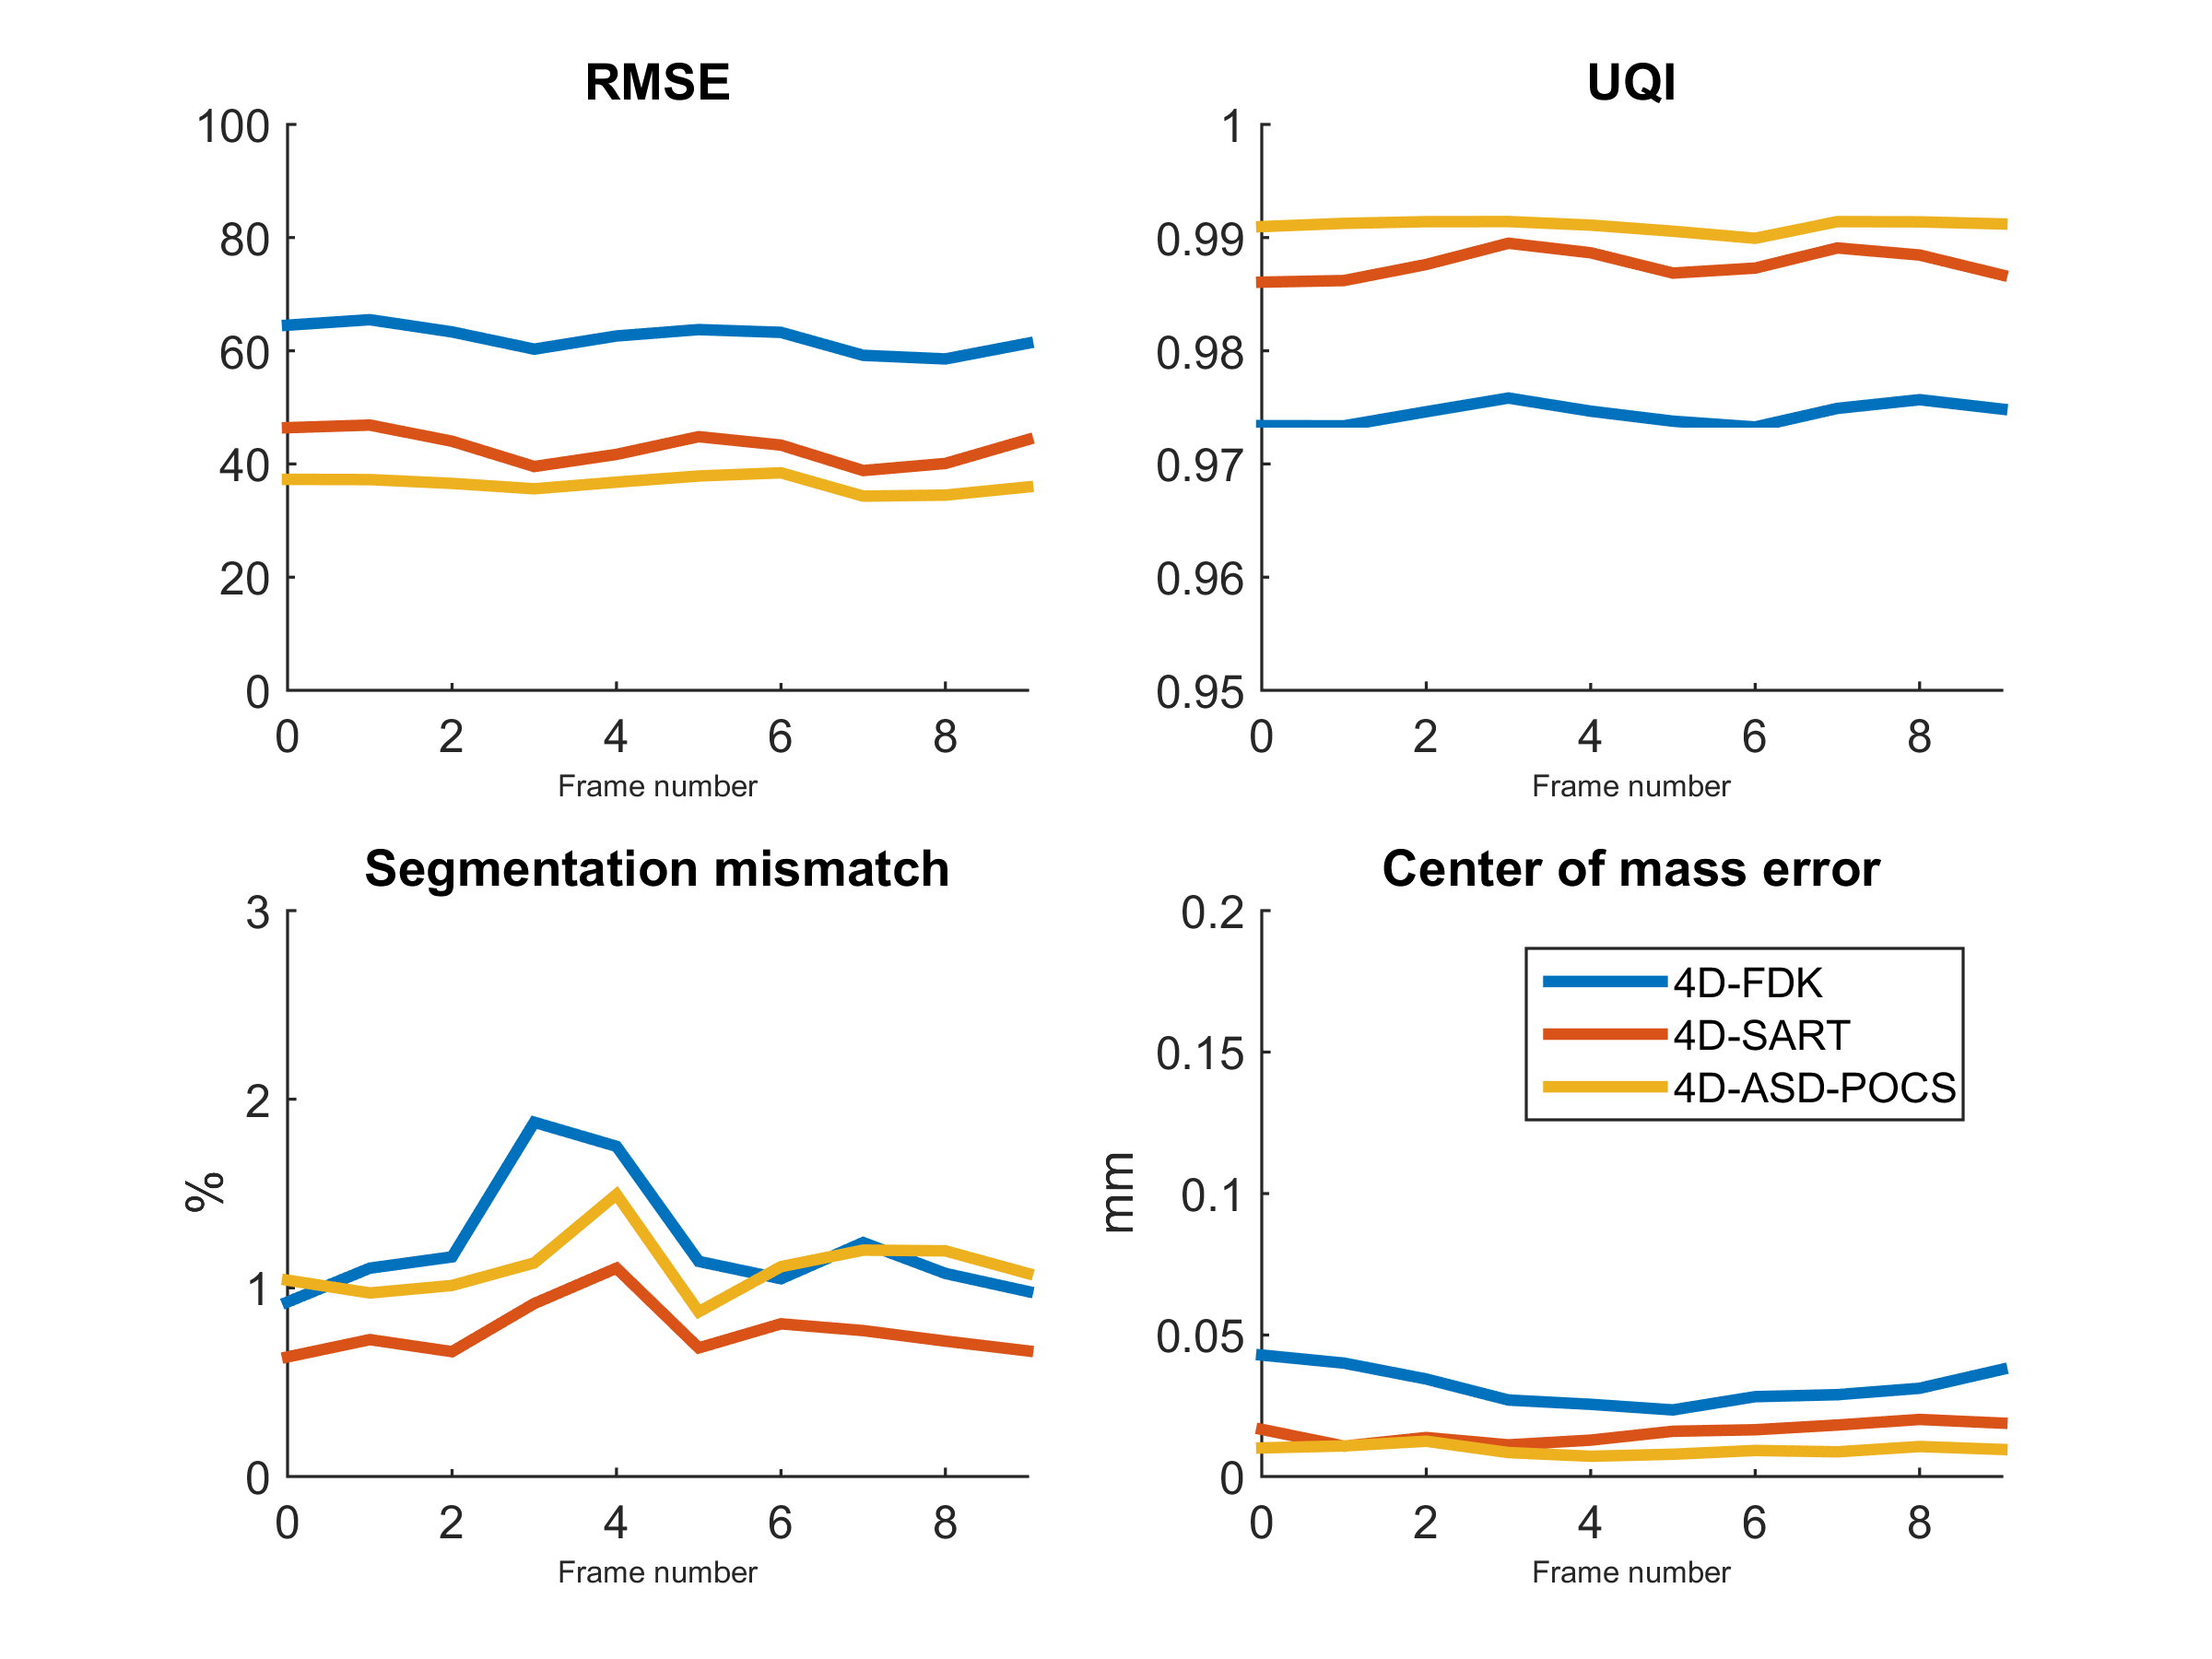 RMSE
100
80
60
40
20
0
0 2 4 6 8
Frame number
UQI
1
0.99
0.98
0.97
0.96
0.95
0 2 4 6 8
Frame number
Segmentation mismatch
3
2
1
0
%
0 2 4 6 8
Frame number
Center of mass error
0.2
0.15
0.1
0.05
0
mm
4D-FDK
4D-SART
4D-ASD-POCS
0 2 4 6 8
Frame number